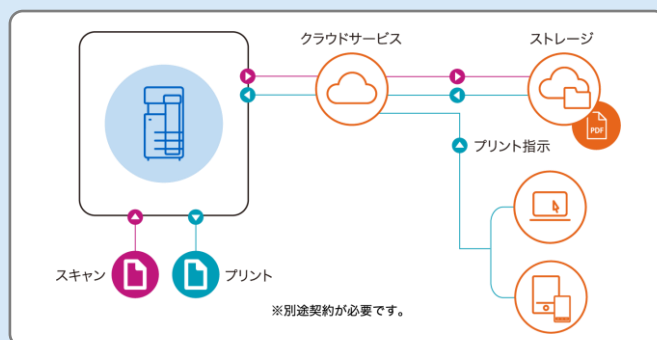 クラウドサービス
ストレージ
PDF
プリント指示
スキャン
プリント
※別途契約が必要です。